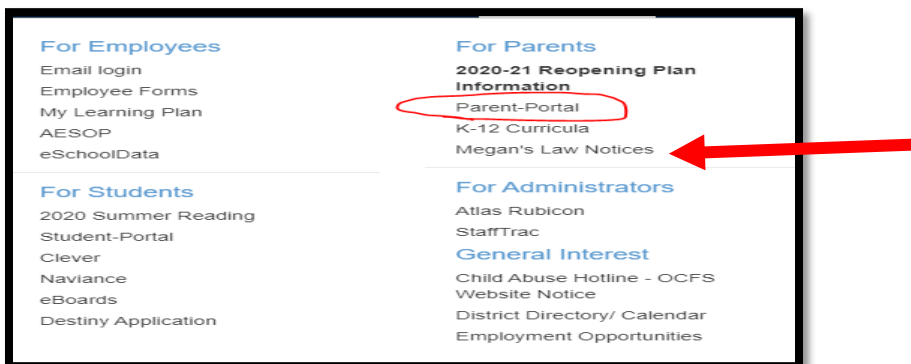 For Employees
Email login
Employee Forms
My Learning Plan
AESOP
eSchoolData
For Students
2020 Summer Reading
Student-Portal
Clever
Naviance
eBoards
Destiny Application
For Parents
2020-21 Reopening Plan
Information
Parent-Portal
K-12 Curricula
Megan's Law Notices
For Administrators
Atlas Rubicon
StaffTrac
General Interest
Child Abuse Hotline - OCFS
Website Notice
District Directory/ Calendar
Employment Opportunities